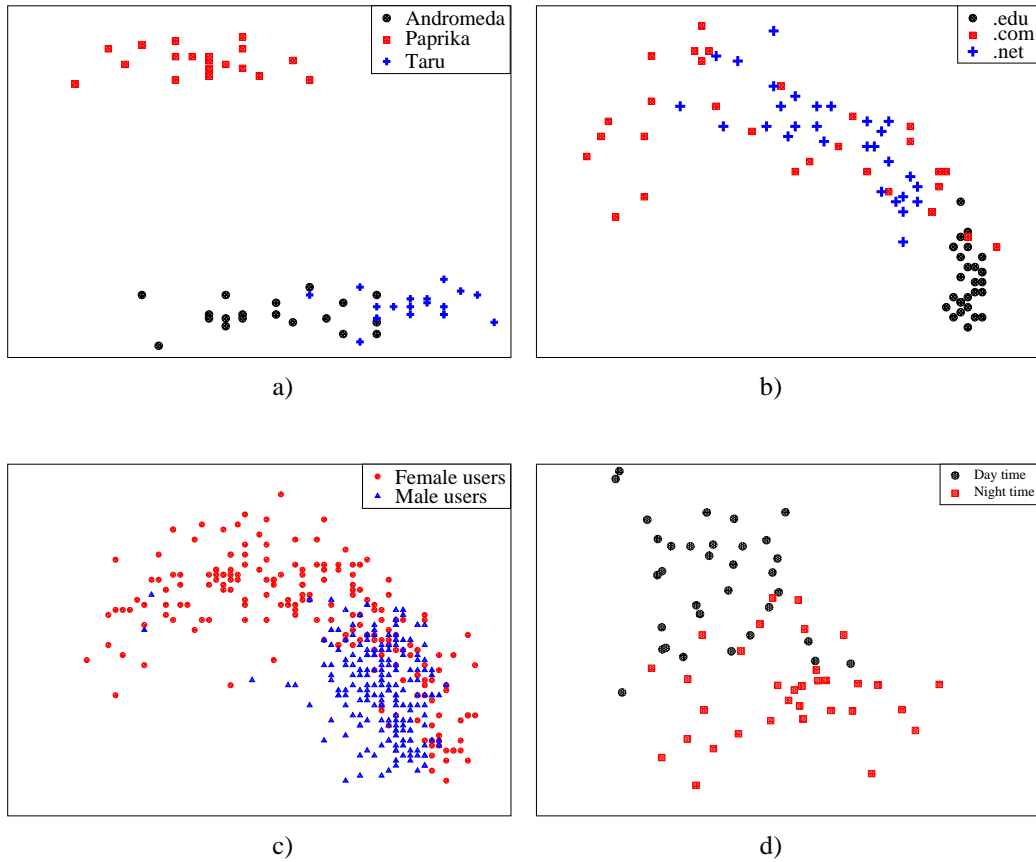 Andromeda
Paprika
Taru
a)
.edu
.com
.net
b)
Female users
Male users
c)
Day time
Night time
d)